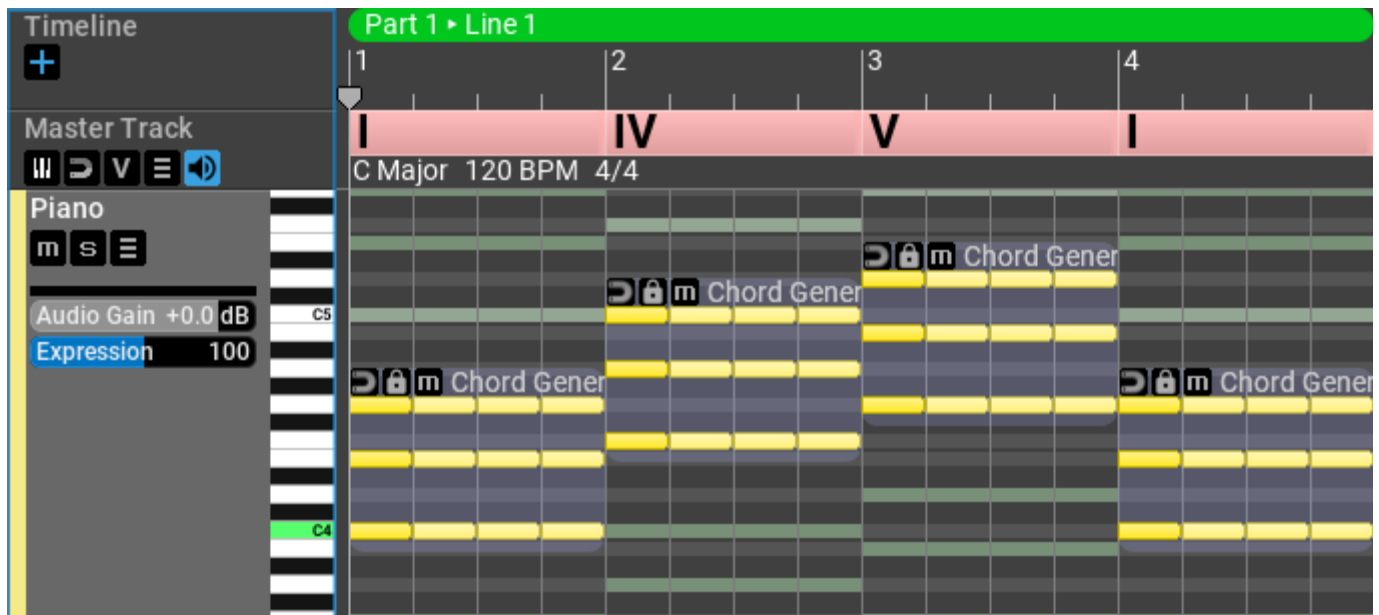 Timeline
Part 1 ▸ Line 1
1 2 3 4
Master Track
I IV V I
V
C Major 120 BPM 4/4
Piano
m s
m Chord Gener
m Chord Gener
Audio Gain +0.0 dB
C5
Expression 100
m Chord Gener
m Chord Gener
C4